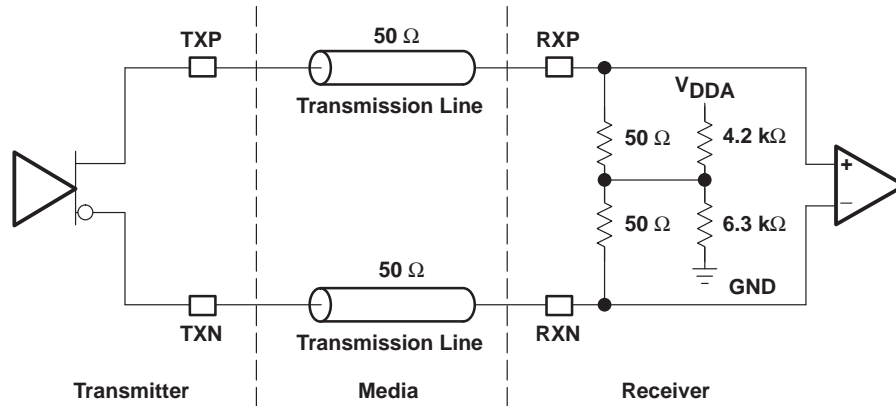 50 Ω
TXP
RXP
Transmission Line
VDDA
50 Ω
4.2 kΩ
+
−
50 Ω
6.3 kΩ
50 Ω
GND
TXN
RXN
Transmission Line
Transmitter
Media
Receiver